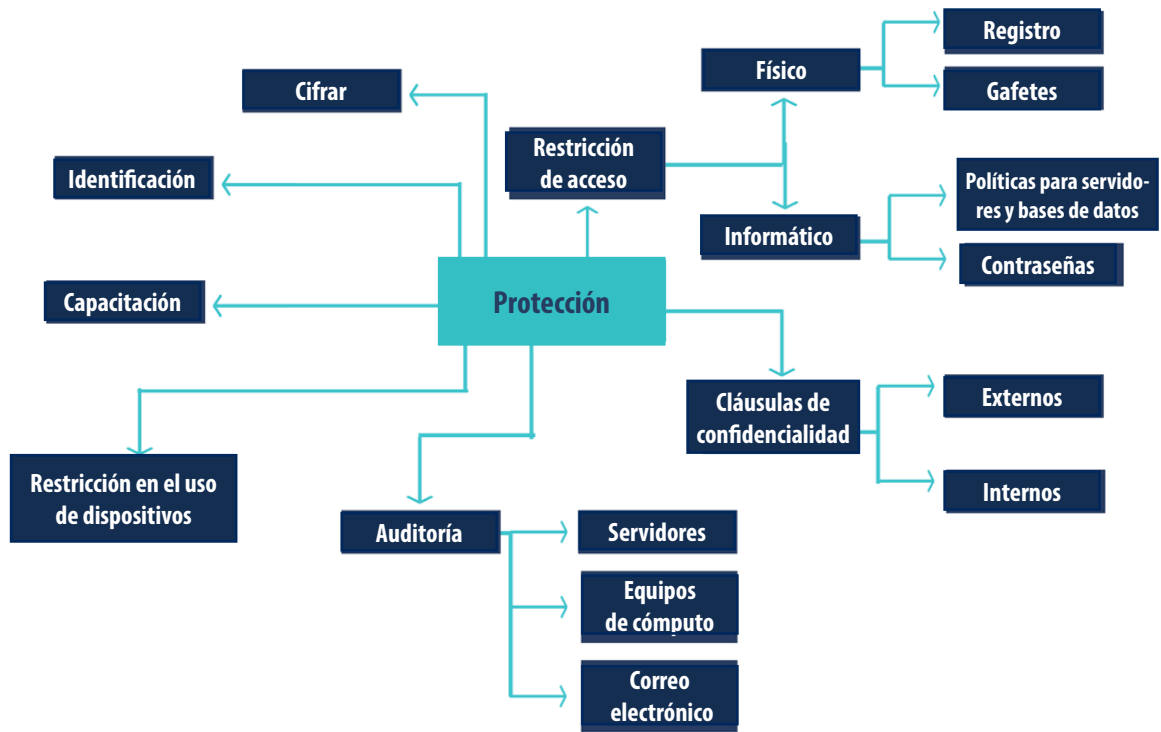 Registro
Físico
Gafetes
Cifrar
Restricción
de acceso
Identificación
Políticas para servido-
res y bases de datos
Informático
Contraseñas
Capacitación
Protección
Cláusulas de
confidencialidad
Externos
Internos
Restricción en el uso
de dispositivos
Auditoría
Servidores
Equipos
de cómputo
Correo
electrónico